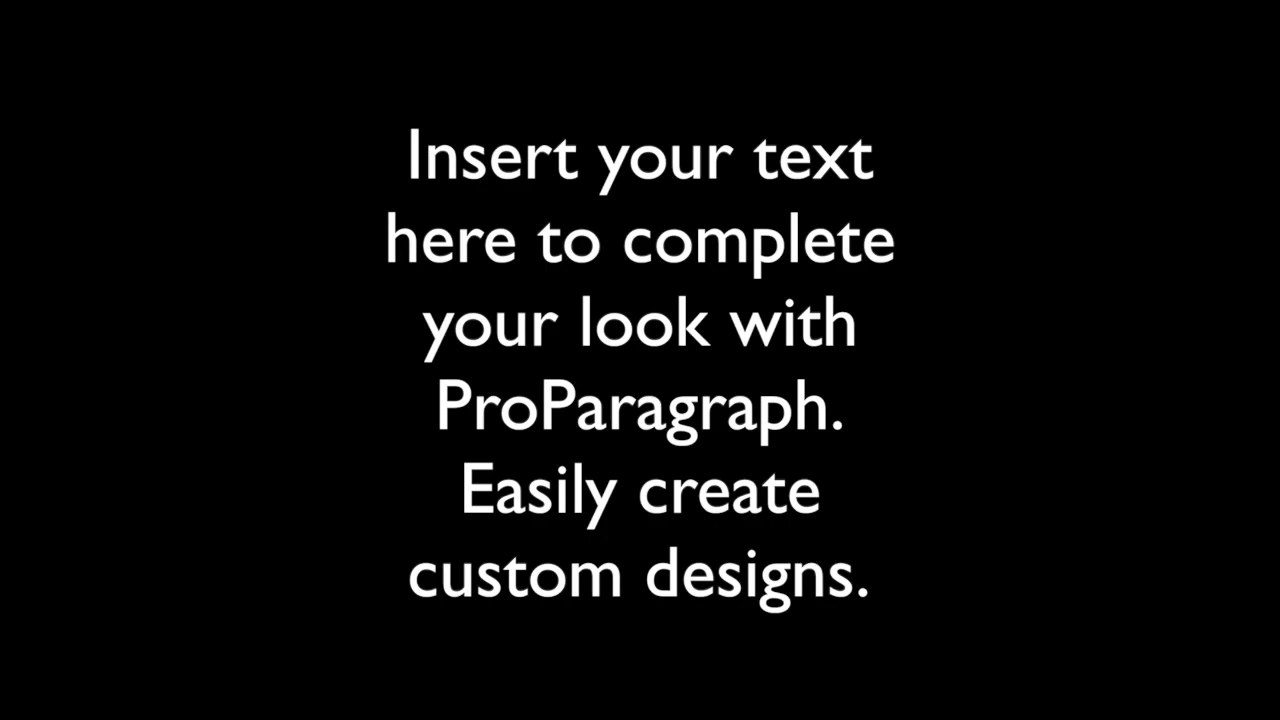 Insert your text
here to complete
your look with
ProParagraph.
Easily create
custom designs.